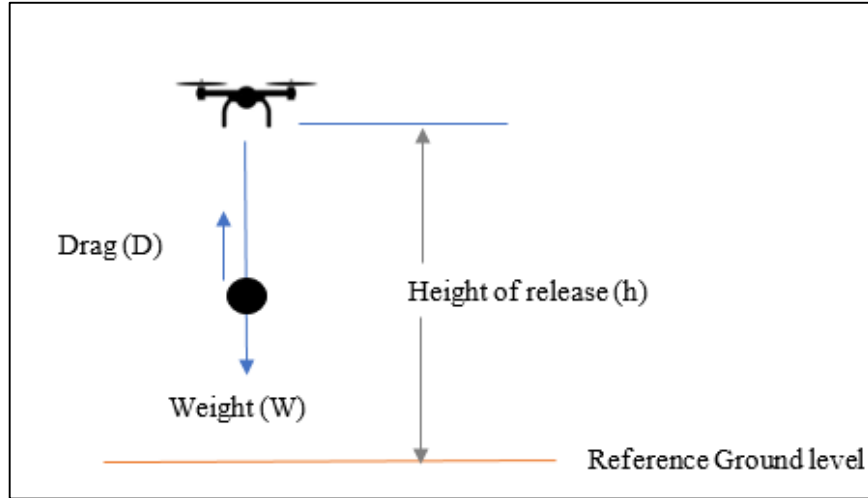 Drag (D)
Height of release (h)
Weight (W)
Reference Ground level